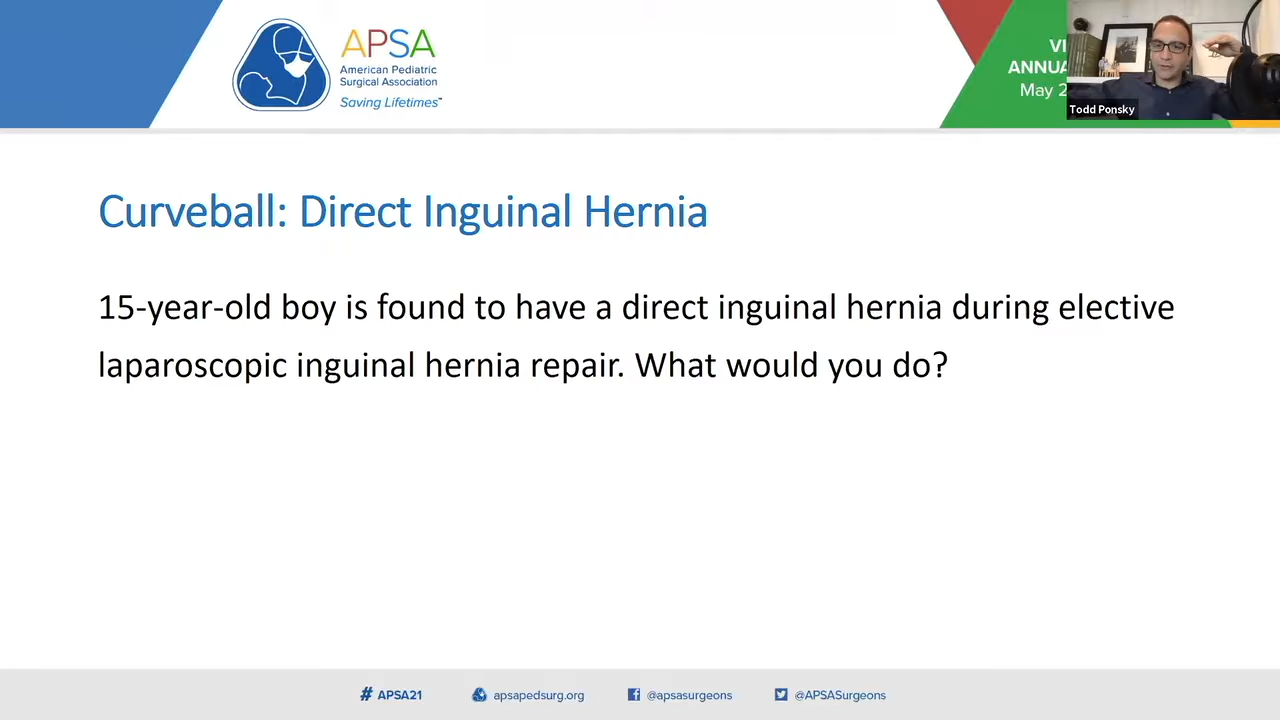 APSA
American Pediatric
Surgical Association
Saving Lifetimes™
VI
ANNUA
May 2
Todd Ponsky
Curveball: Direct Inguinal Hernia
15-year-old boy is found to have a direct inguinal hernia during elective
laparoscopic inguinal hernia repair. What would you do?
# APSA21
apsapedsurg.org
@apsasurgeons
@APSASurgeons